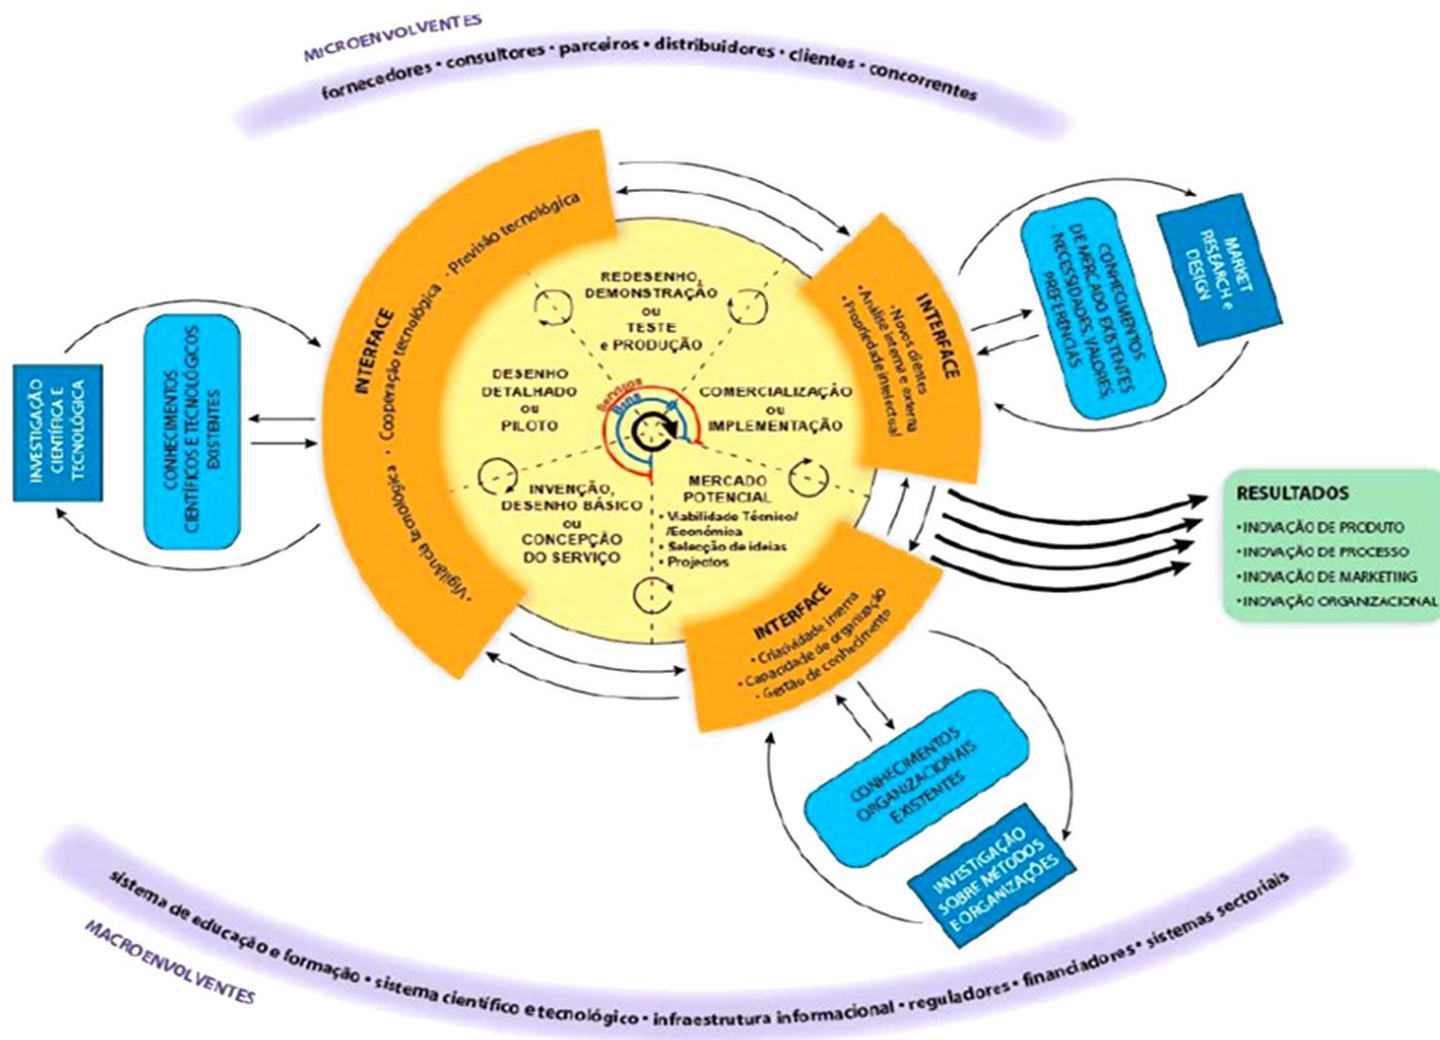 MICROENVOLVENTES
fornecedores • consultores • parceiros • distribuidores • clientes • concorrentes
INTERFACE
• Vigilância tecnológica • Cooperação tecnológica • Previsão tecnológica
INVESTIGAÇÃO
CIENTÍFICA E
TECNOLÓGICA
CONHECIMENTOS
CIENTÍFICOS E TECNOLÓGICOS
EXISTENTES
REDESENHO,
DEMONSTRAÇÃO
ou
TESTE
e PRODUÇÃO
DESENHO
DETALHADO
ou
PILOTO
Serviços
Bens
COMERCIALIZAÇÃO
ou
IMPLEMENTAÇÃO
INVENÇÃO,
DESENHO BÁSICO
ou
CONCEPÇÃO
DO SERVIÇO
MERCADO
POTENCIAL
• Viabilidade Técnico/
/Económica
• Selecção de ideias
• Projectos
INTERFACE
• Novos clientes
• Análise interna e externa
• Propriedade intelectual
CONHECIMENTOS
DE MERCADO EXISTENTES
- NECESSIDADES, VALORES,
PREFERENCIAS
MARKET
RESEARCH e
DESIGN
INTERFACE
• Criatividade interna
• Capacidade de organização
• Gestão de conhecimento
CONHECIMENTOS
ORGANIZACIONAIS
EXISTENTES
INVESTIGAÇÃO
SOBRE MÉTODOS
E ORGANIZAÇÕES
RESULTADOS
•INOVAÇÃO DE PRODUTO
•INOVAÇÃO DE PROCESSO
•INOVAÇÃO DE MARKETING
•INOVAÇÃO ORGANIZACIONAL
sistema de educação e formação • sistema científico e tecnológico • infraestrutura informacional • reguladores • financiadores • sistemas sectoriais
MACROENVOLVENTES